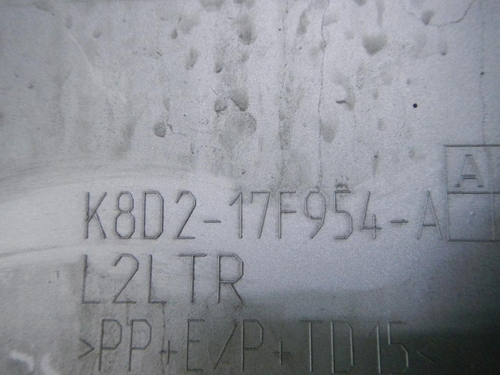 K8D2-17F954-A A
L2LTR
>PP+E/P+TD15<